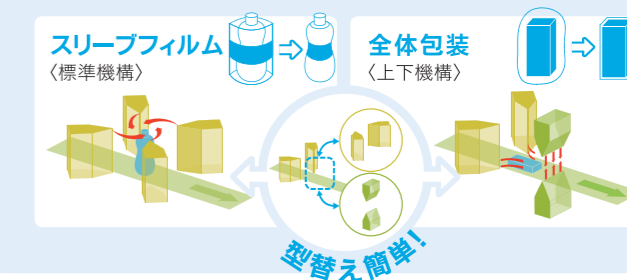 スリーブフィルム
〈標準機構〉
全体包装
〈上下機構〉
型替え簡単!